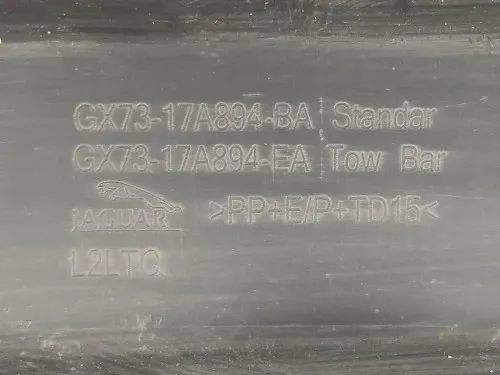 GX73-17A894-BA | Standar
GX73-17A894-EA | Tow Bar
JAGUAR >PP+E/P+TD15<
L2LTC